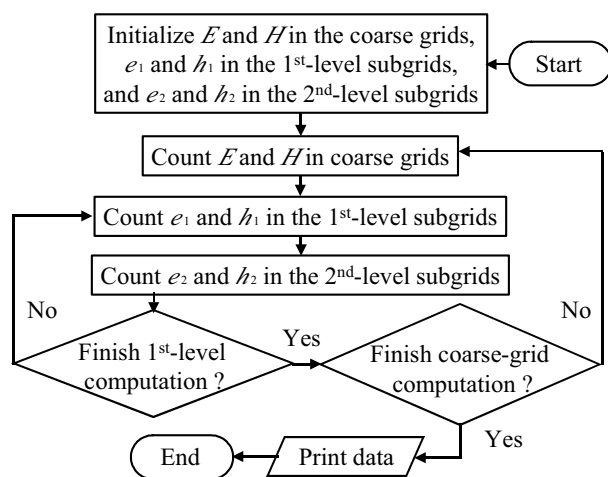 Initialize E and H in the coarse grids,
e₁ and h₁ in the 1st-level subgrids,
and e₂ and h₂ in the 2nd-level subgrids
Start
Count E and H in coarse grids
Count e₁ and h₁ in the 1st-level subgrids
Count e₂ and h₂ in the 2nd-level subgrids
No
Finish 1st-level
computation ?
Yes
Finish coarse-grid
computation ?
No
Yes
Print data
End